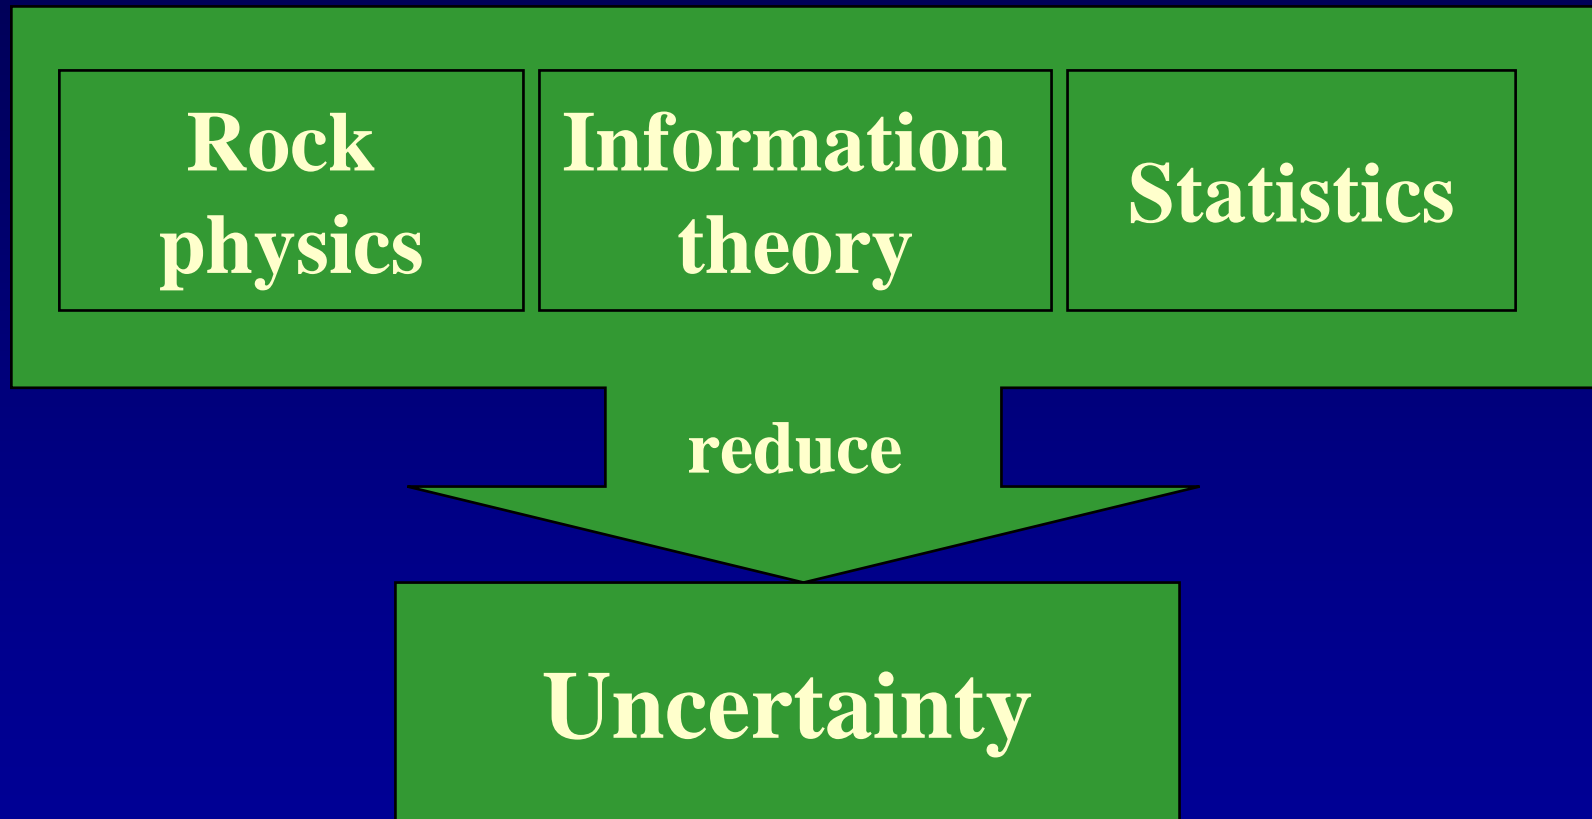 Rock
physics
Information
theory
Statistics
reduce
Uncertainty